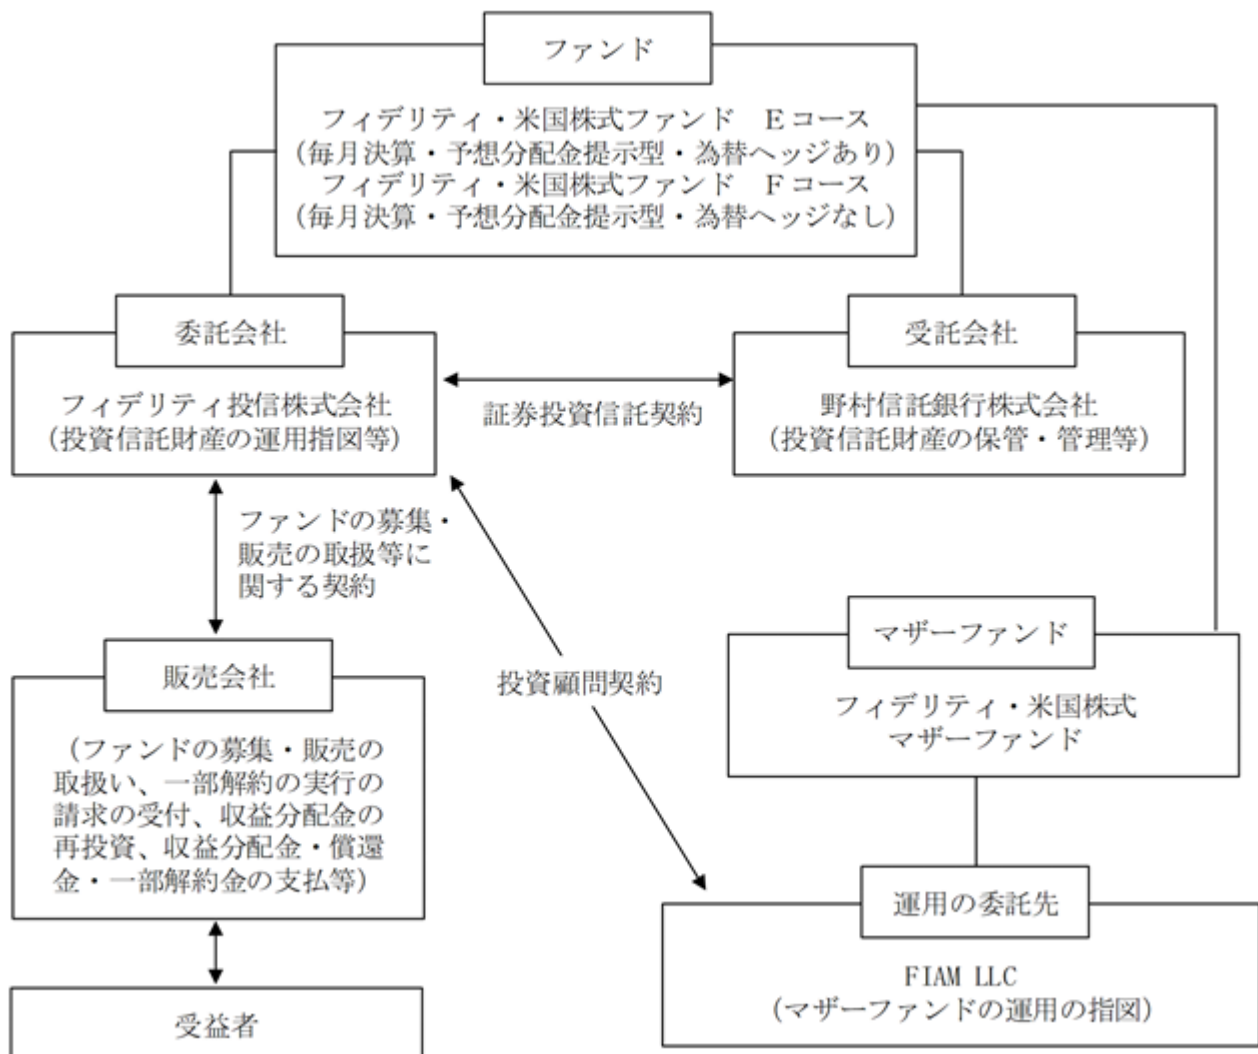 ファンド
フィデリティ・米国株式ファンド　Ｅコース
（毎月決算・予想分配金提示型・為替ヘッジあり）
フィデリティ・米国株式ファンド　Ｆコース
（毎月決算・予想分配金提示型・為替ヘッジなし）
委託会社
フィデリティ投信株式会社
（投資信託財産の運用指図等）
証券投資信託契約
受託会社
野村信託銀行株式会社
（投資信託財産の保管・管理等）
ファンドの募集・
販売の取扱等に
関する契約
投資顧問契約
マザーファンド
フィデリティ・米国株式
マザーファンド
販売会社
（ファンドの募集・販売の
取扱い、一部解約の実行の
請求の受付、収益分配金の
再投資、収益分配金・償還
金・一部解約金の支払等）
運用の委託先
FIAM LLC
（マザーファンドの運用の指図）
受益者